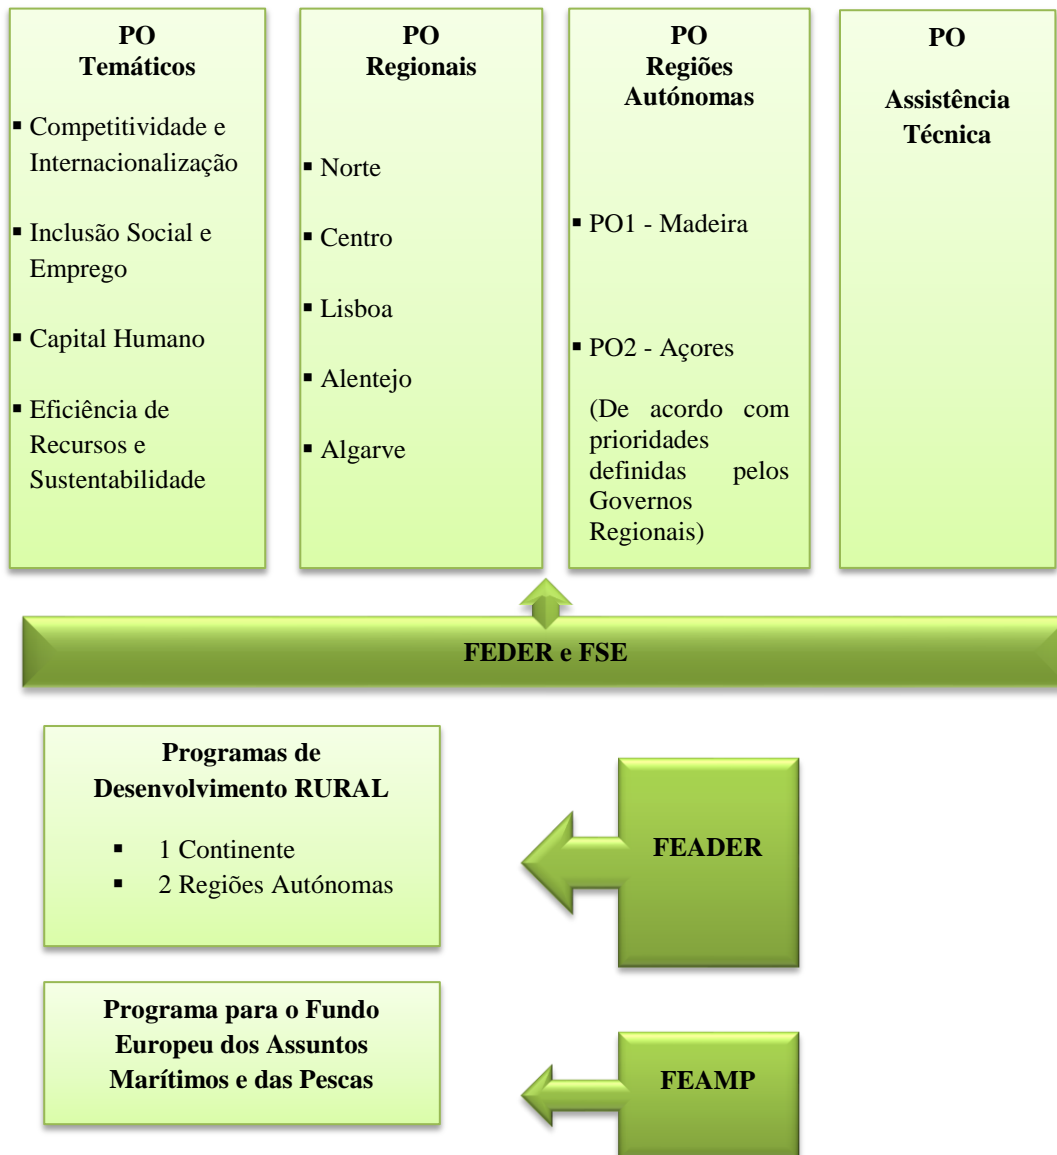 PO
Temáticos
▪ Competitividade e
Internacionalização
▪ Inclusão Social e
Emprego
▪ Capital Humano
▪ Eficiência de
Recursos e
Sustentabilidade
PO
Regionais
▪ Norte
▪ Centro
▪ Lisboa
▪ Alentejo
▪ Algarve
PO
Regiões
Autónomas
▪ PO1 - Madeira
▪ PO2 - Açores
(De acordo com
prioridades
definidas pelos
Governos
Regionais)
PO
Assistência
Técnica
FEDER e FSE
Programas de
Desenvolvimento RURAL
▪ 1 Continente
▪ 2 Regiões Autónomas
FEADER
Programa para o Fundo
Europeu dos Assuntos
Marítimos e das Pescas
FEAMP